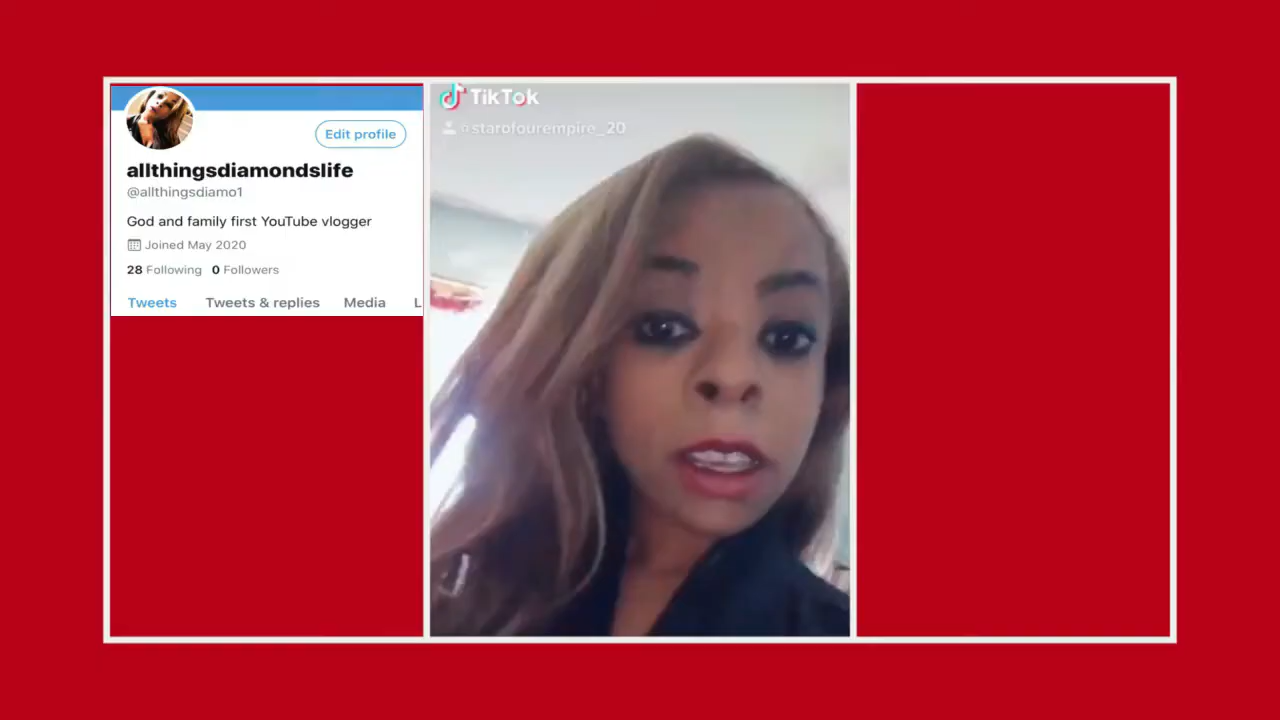 allthingsdiamondslife
@allthingsdiamo1
God and family first YouTube vlogger
Joined May 2020
28 Following 0 Followers
Tweets Tweets & replies Media L
Edit profile
TikTok
@starofourempire_20